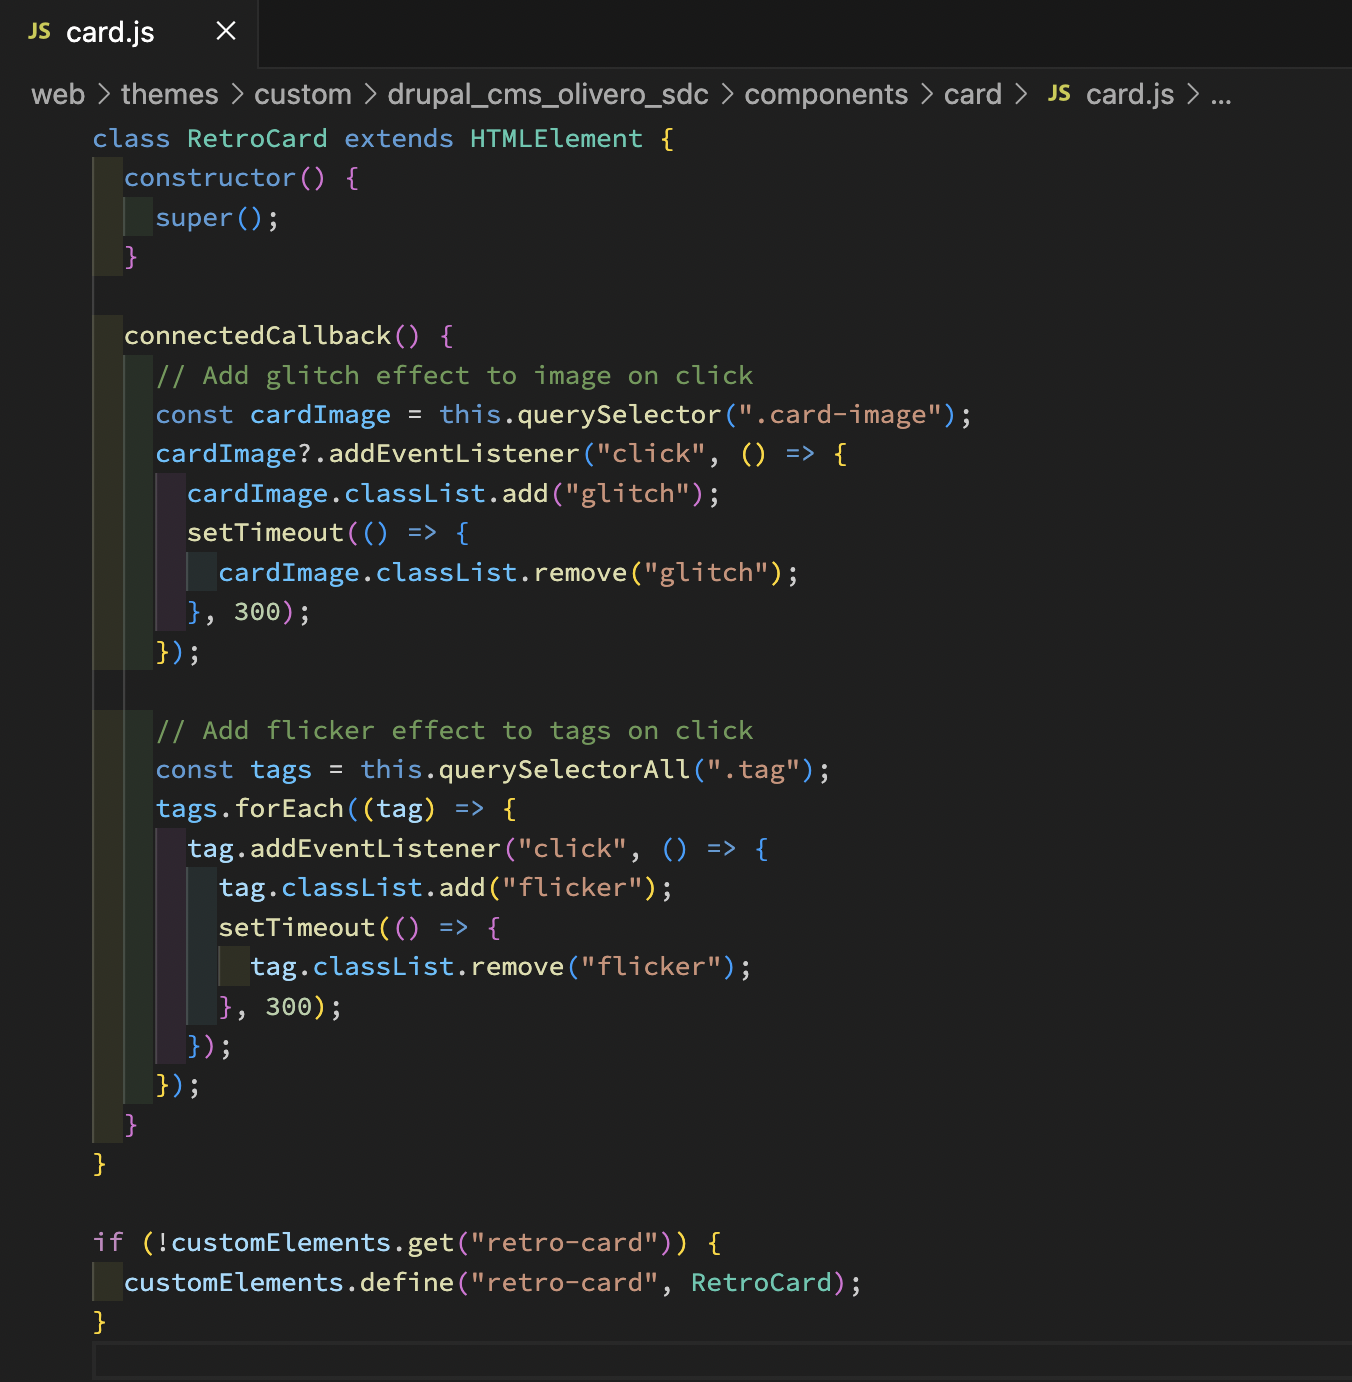 JS card.js ×
web > themes > custom > drupal_cms_olivero_sdc > components > card > JS card.js > ...
class RetroCard extends HTMLElement {
  constructor() {
    super();
  }

  connectedCallback() {
    // Add glitch effect to image on click
    const cardImage = this.querySelector(".card-image");
    cardImage?.addEventListener("click", () => {
      cardImage.classList.add("glitch");
      setTimeout(() => {
        cardImage.classList.remove("glitch");
      }, 300);
    });

    // Add flicker effect to tags on click
    const tags = this.querySelectorAll(".tag");
    tags.forEach((tag) => {
      tag.addEventListener("click", () => {
        tag.classList.add("flicker");
        setTimeout(() => {
          tag.classList.remove("flicker");
        }, 300);
      });
    });
  }
}

if (!customElements.get("retro-card")) {
  customElements.define("retro-card", RetroCard);
}